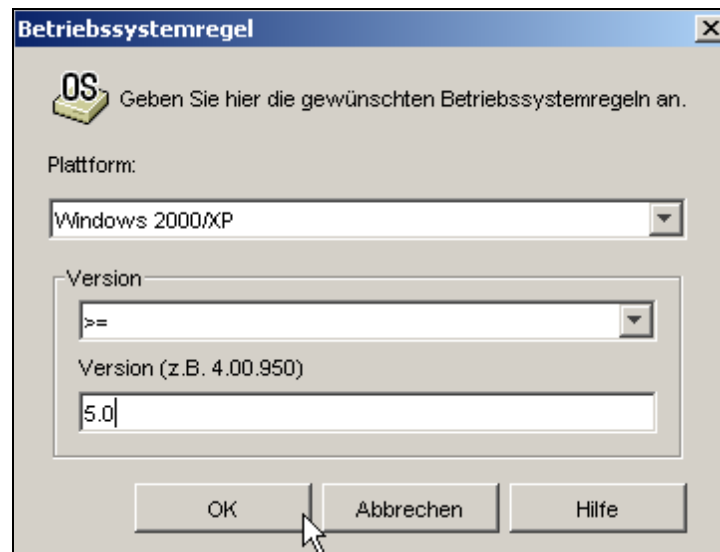 Betriebssystemregel
OS
Geben Sie hier die gewünschten Betriebssystemregeln an.
Plattform:
Windows 2000/XP
Version
>=
Version (z.B. 4.00.950)
5.0
OK Abbrechen Hilfe